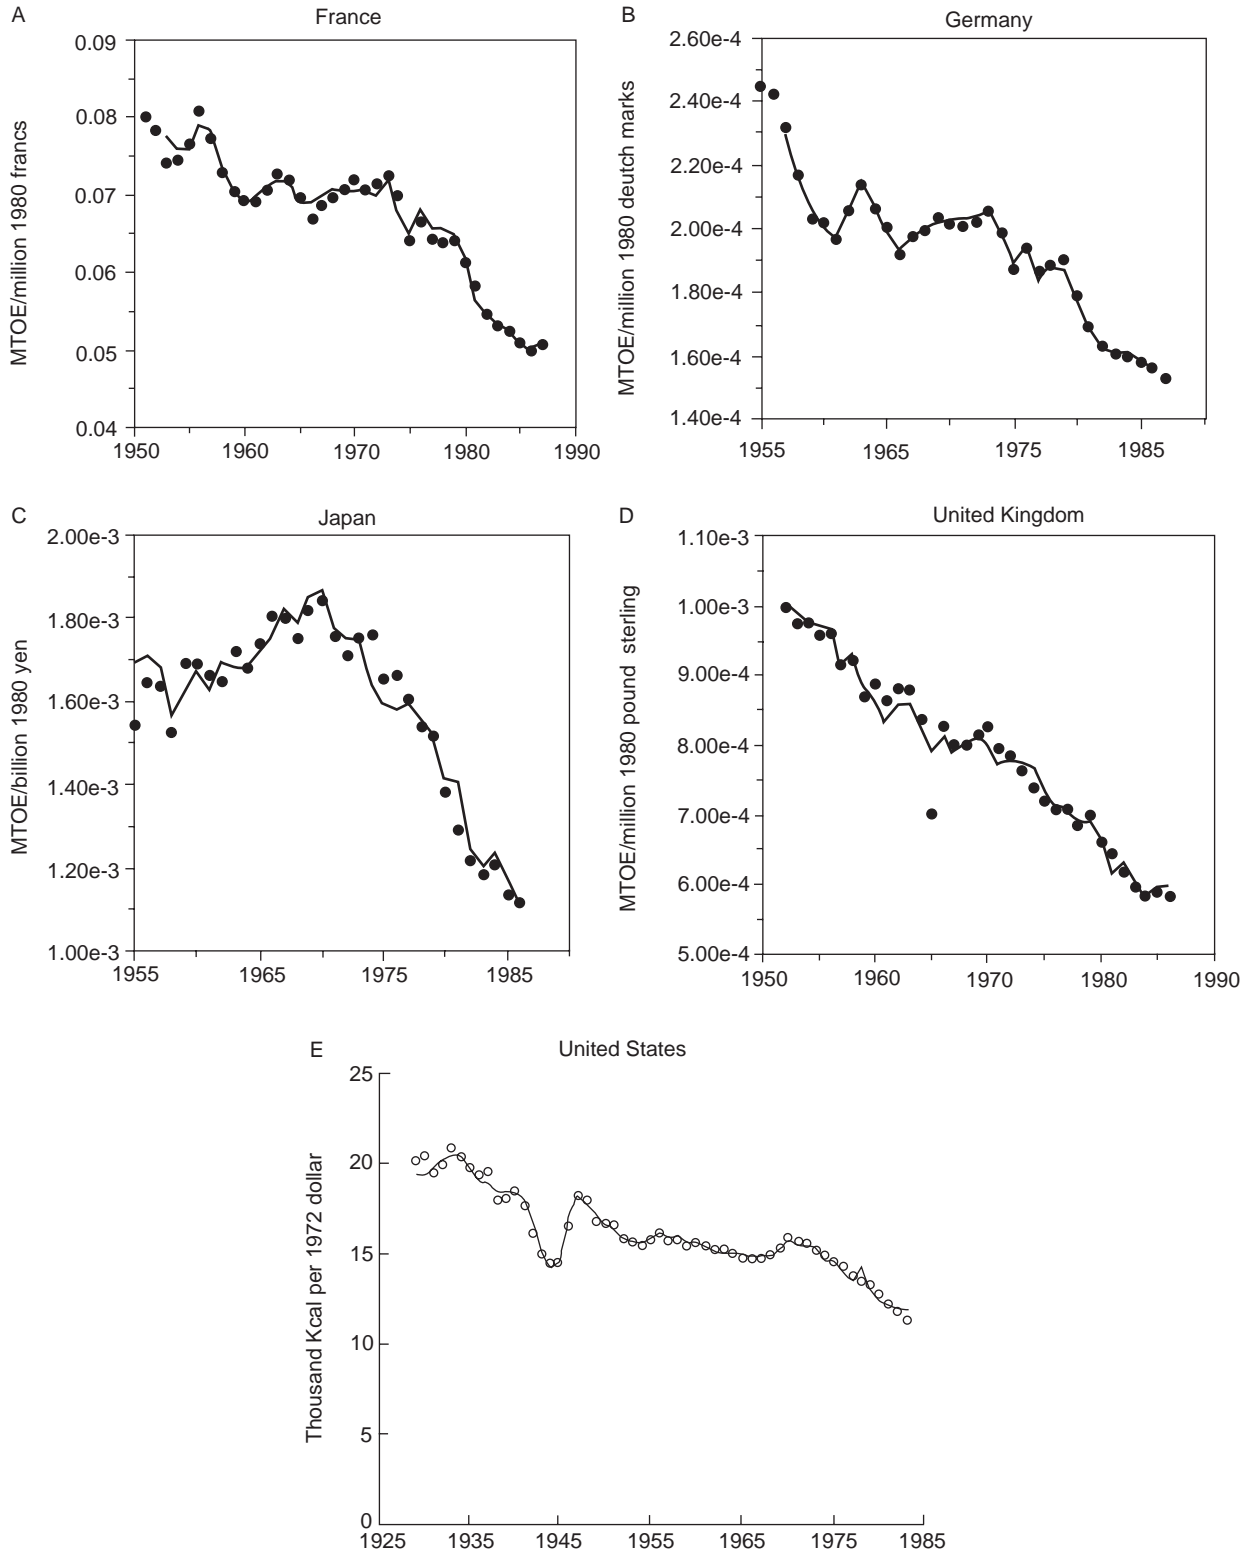 A
France
MTOE/million 1980 francs
0.09
0.08
0.07
0.06
0.05
0.04
1950
1960
1970
1980
1990
B
Germany
MTOE/million 1980 deutch marks
2.60e-4
2.40e-4
2.20e-4
2.00e-4
1.80e-4
1.60e-4
1.40e-4
1955
1965
1975
1985
C
Japan
MTOE/billion 1980 yen
2.00e-3
1.80e-3
1.60e-3
1.40e-3
1.20e-3
1.00e-3
1955
1965
1975
1985
D
United Kingdom
MTOE/million 1980 pound sterling
1.10e-3
1.00e-3
9.00e-4
8.00e-4
7.00e-4
6.00e-4
5.00e-4
1950
1960
1970
1980
1990
E
United States
Thousand Kcal per 1972 dollar
25
20
15
10
5
0
1925
1935
1945
1955
1965
1975
1985